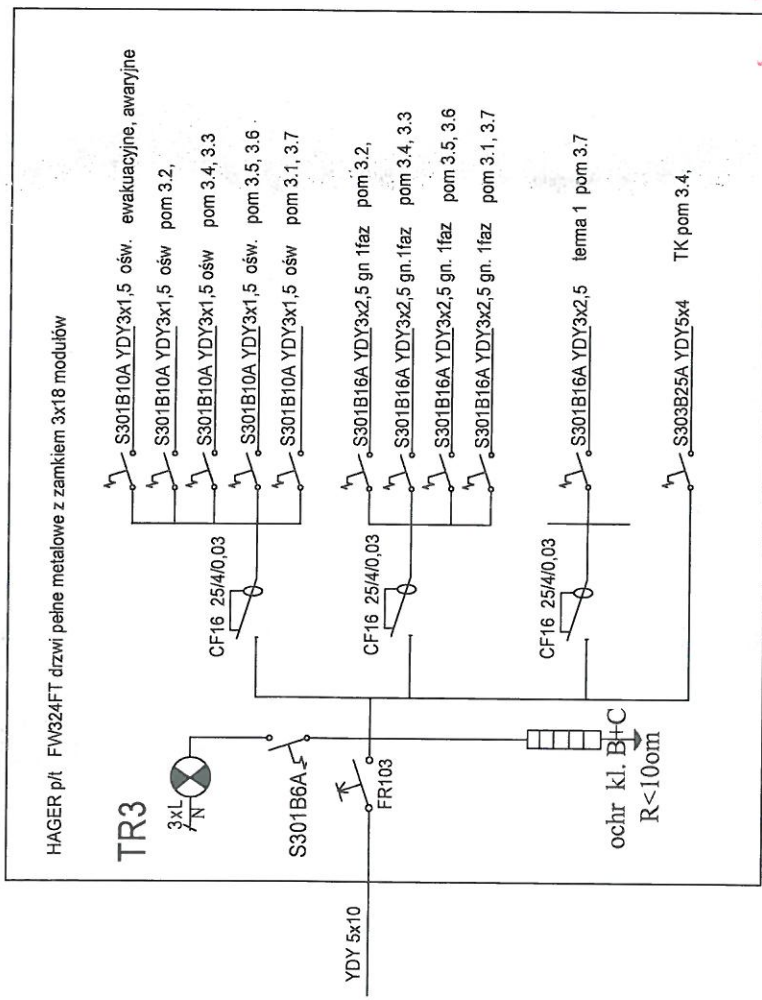 HAGER p/t FW324FT drzwi pełne metalowe z zamkiem 3x18 modułów
TR3
3xL
N
S301B6A
FR103
YDY 5x10
ochr kl. B+C
R<10om
CF16 25/4/0,03
S301B10A YDY3x1,5 ośw. ewakuacyjne, awaryjne
S301B10A YDY3x1,5 ośw pom 3.2,
S301B10A YDY3x1,5 ośw pom 3.4, 3.3
S301B10A YDY3x1,5 ośw. pom 3.5, 3.6
S301B10A YDY3x1,5 ośw pom 3.1, 3.7
CF16 25/4/0,03
S301B16A YDY3x2,5 gn 1faz pom 3.2,
S301B16A YDY3x2,5 gn. 1faz pom 3.4, 3.3
S301B16A YDY3x2,5 gn. 1faz pom 3.5, 3.6
S301B16A YDY3x2,5 gn. 1faz pom 3.1, 3.7
CF16 25/4/0,03
S301B16A YDY3x2,5 terma 1 pom 3.7
S303B25A YDY5x4 TK pom 3.4,